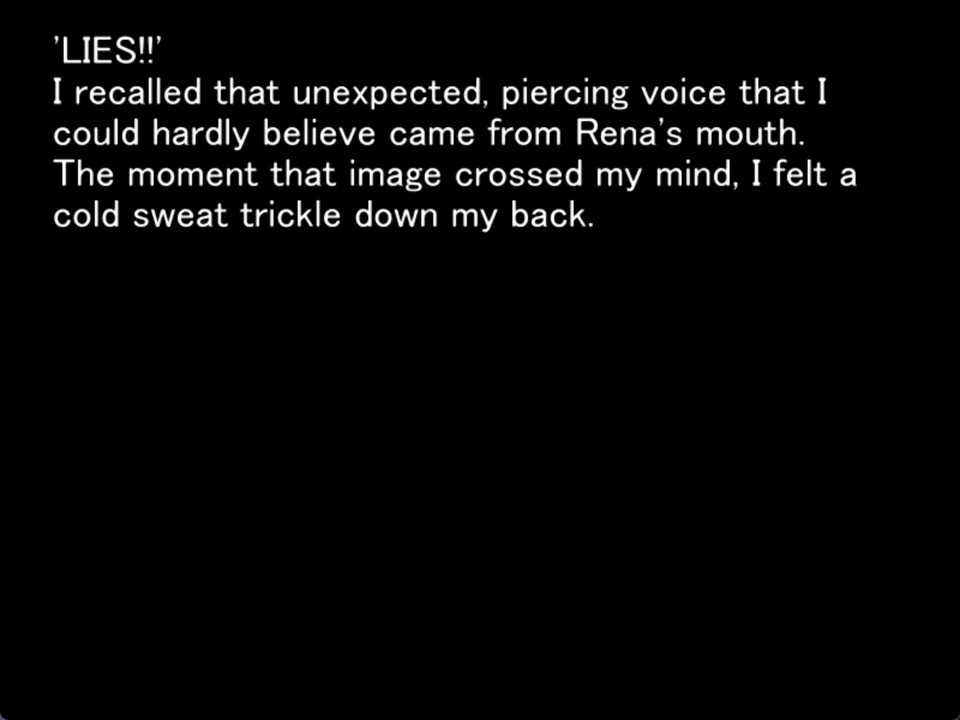 'LIES!!'
I recalled that unexpected, piercing voice that I
could hardly believe came from Rena's mouth.
The moment that image crossed my mind, I felt a
cold sweat trickle down my back.